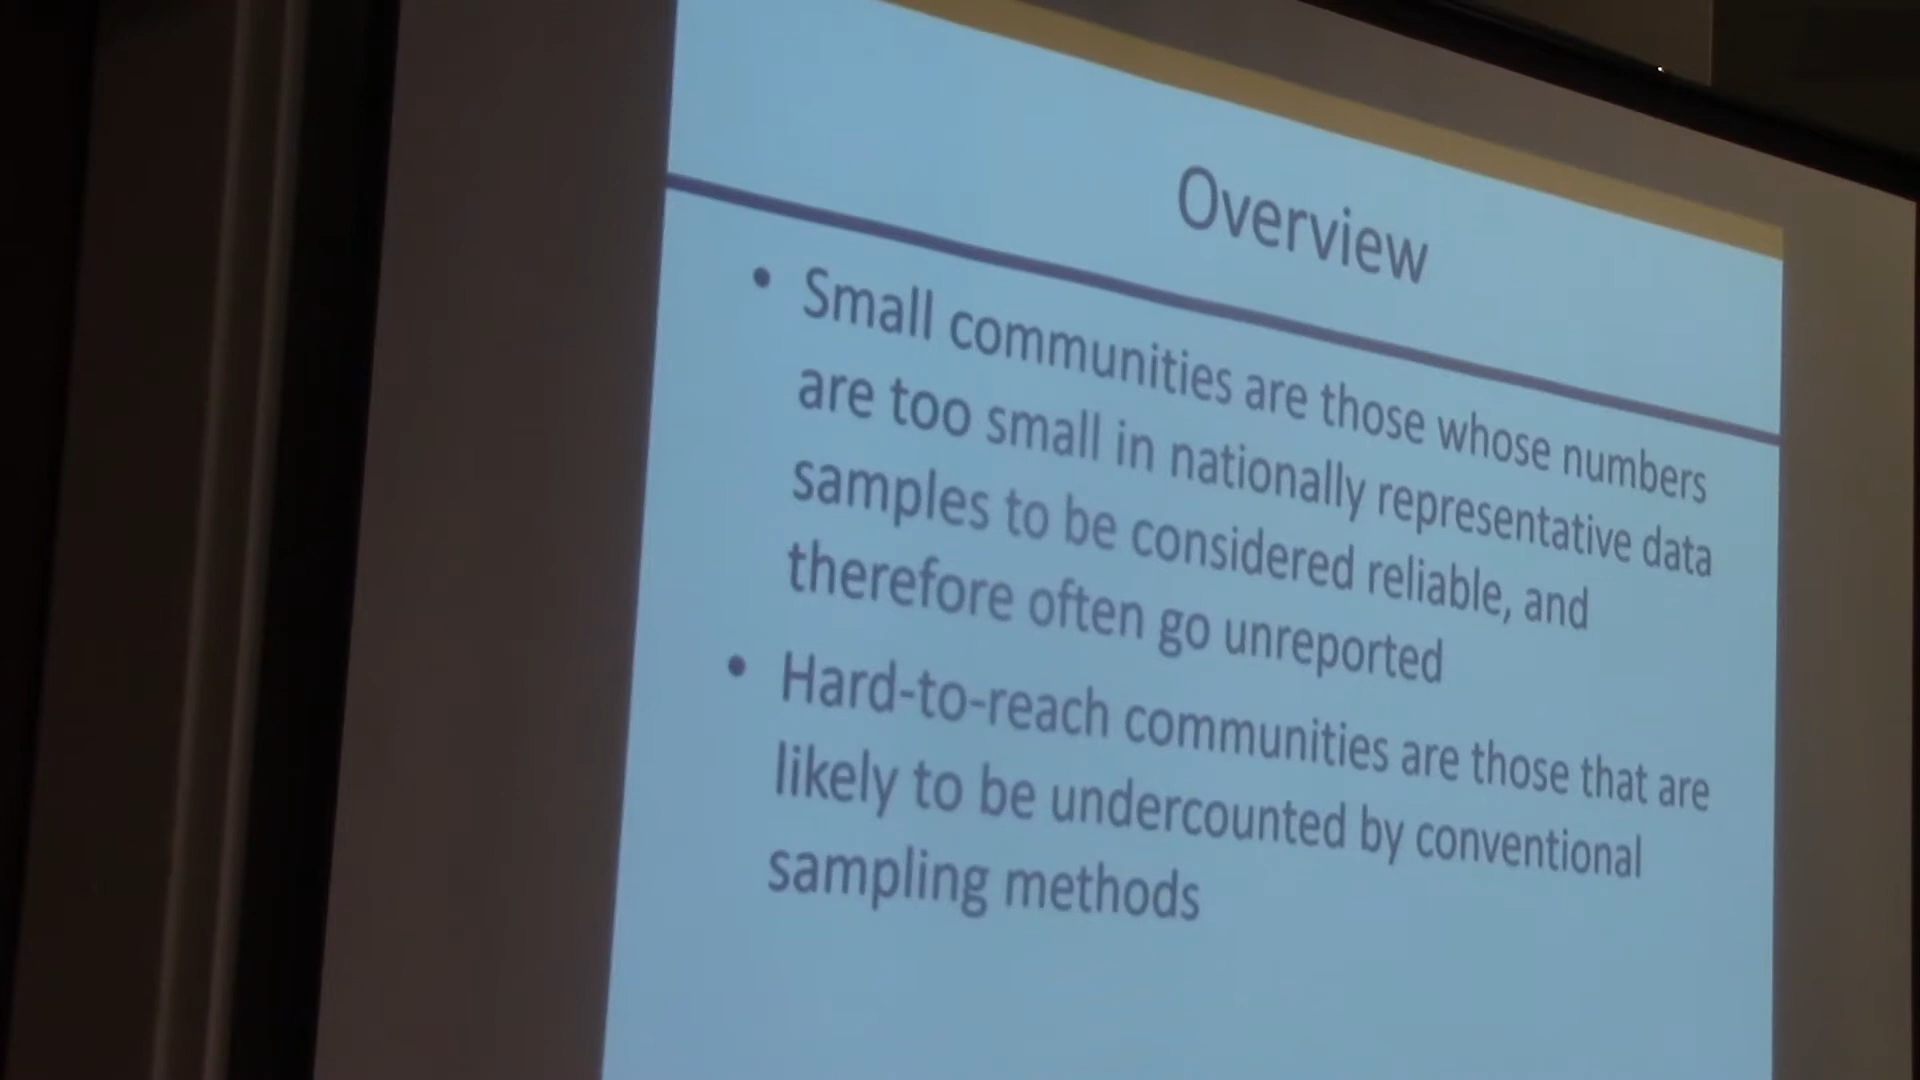 Overview
• Small communities are those whose numbers
are too small in nationally representative data
samples to be considered reliable, and
therefore often go unreported
• Hard-to-reach communities are those that are
likely to be undercounted by conventional
sampling methods